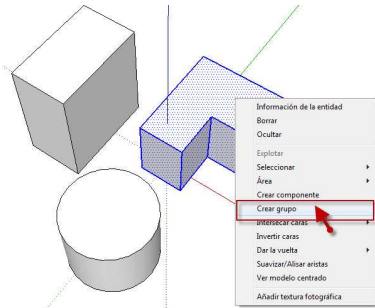 Información de la entidad
Borrar
Ocultar
Explotar
Seleccionar
Área
Crear componente
Crear grupo
Intersecar caras
Invertir caras
Dar la vuelta
Suavizar/Alisar aristas
Ver modelo centrado
Añadir textura fotográfica